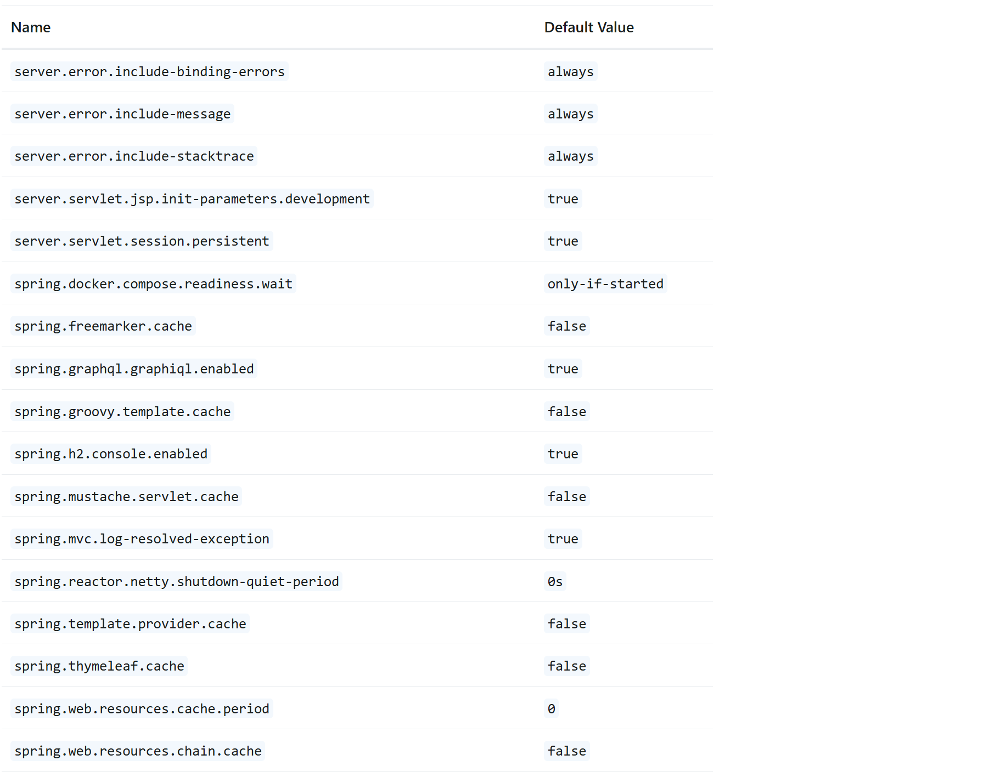 Name Default Value
server.error.include-binding-errors always
server.error.include-message always
server.error.include-stacktrace always
server.servlet.jsp.init-parameters.development true
server.servlet.session.persistent true
spring.docker.compose.readiness.wait only-if-started
spring.freemarker.cache false
spring.graphql.graphiql.enabled true
spring.groovy.template.cache false
spring.h2.console.enabled true
spring.mustache.servlet.cache false
spring.mvc.log-resolved-exception true
spring.reactor.netty.shutdown-quiet-period 0s
spring.template.provider.cache false
spring.thymeleaf.cache false
spring.web.resources.cache.period 0
spring.web.resources.chain.cache false